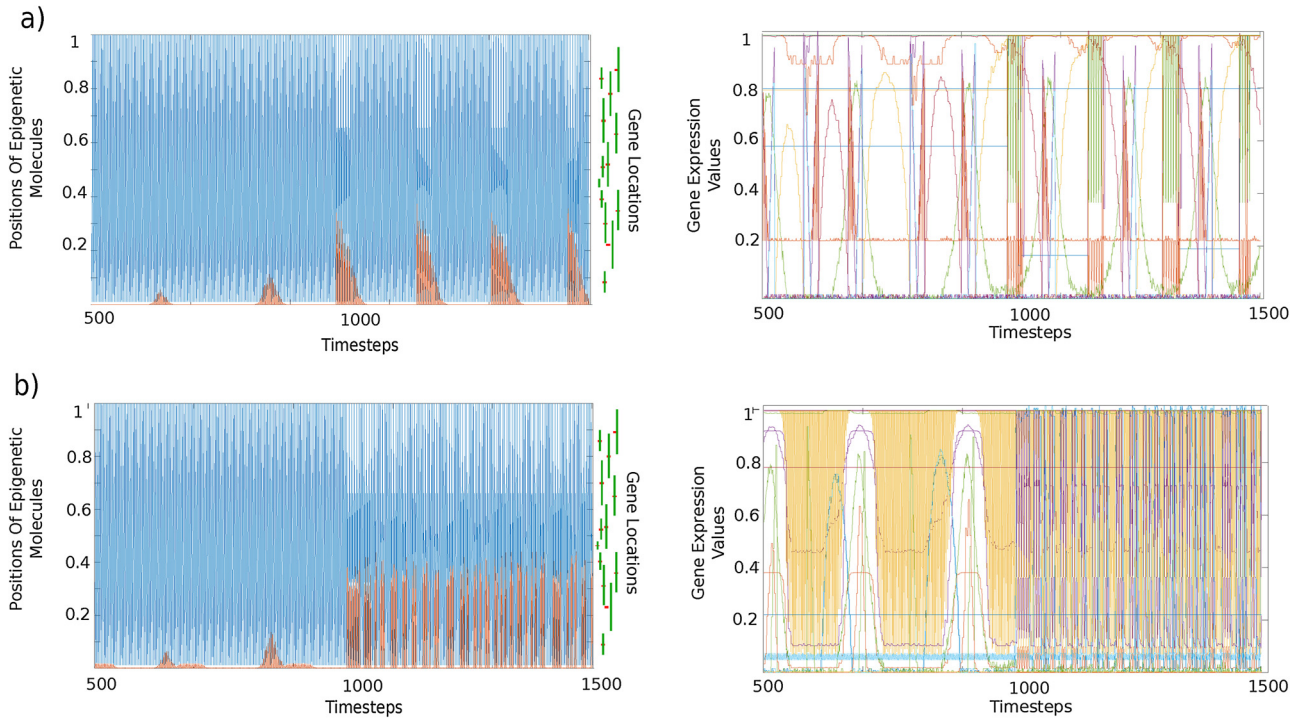 a)
Positions Of Epigenetic
Molecules
1
0.8
0.6
0.4
0.2
500
1000
Timesteps
Gene Locations
Gene Expression
Values
1
0.8
0.6
0.4
0.2
500
1000
1500
Timesteps
b)
Positions Of Epigenetic
Molecules
1
0.8
0.6
0.4
0.2
500
1000
1500
Timesteps
Gene Locations
Gene Expression
Values
1
0.8
0.6
0.4
0.2
500
1000
1500
Timesteps